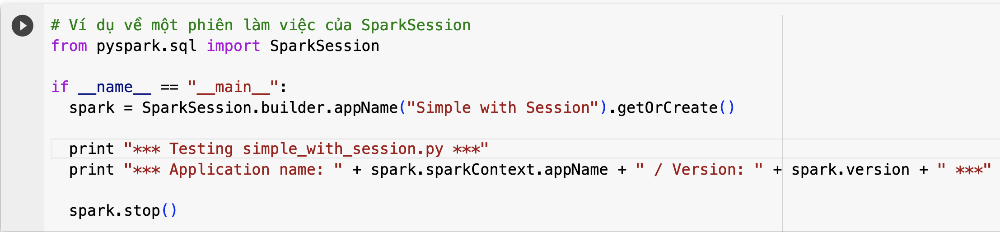 # Ví dụ về một phiên làm việc của SparkSession
from pyspark.sql import SparkSession
if __name__ == "__main__":
spark = SparkSession.builder.appName("Simple with Session").getOrCreate()
print "*** Testing simple_with_session.py ***"
print "*** Application name: " + spark.sparkContext.appName + " / Version: " + spark.version + " ***"
spark.stop()